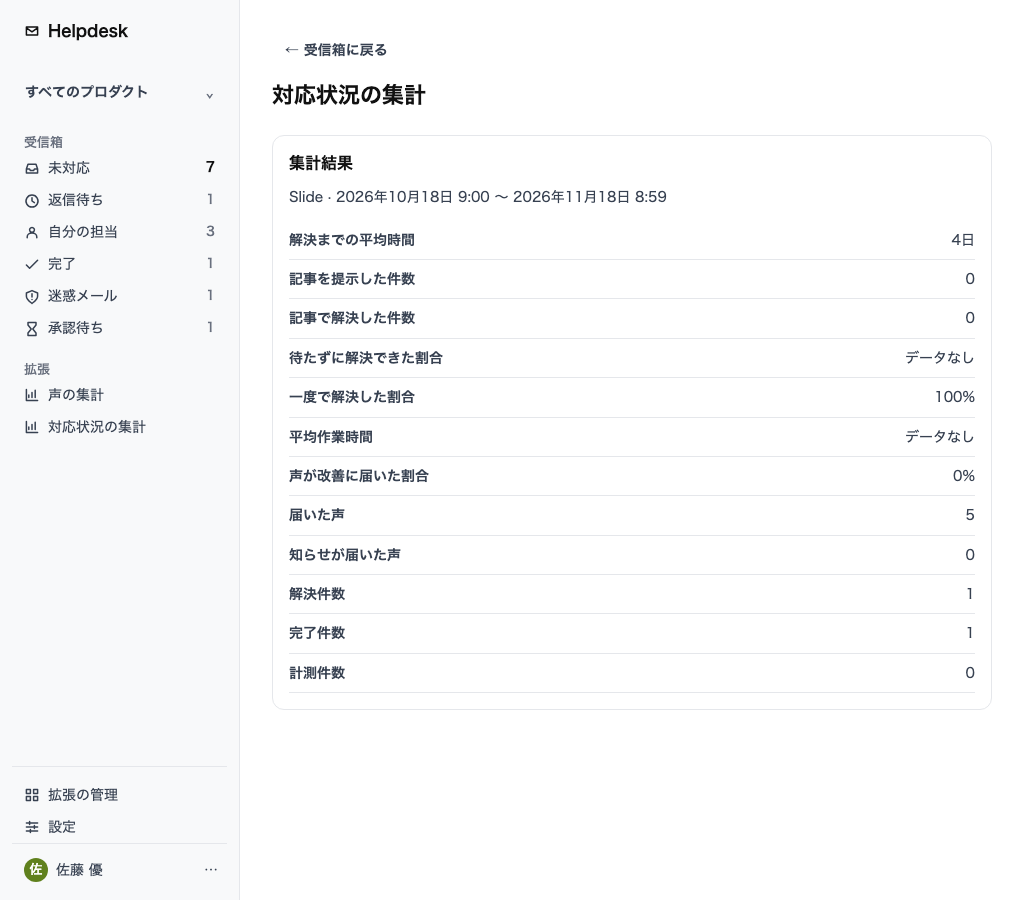 Helpdesk
すべてのプロダクト
受信箱
未対応 7
返信待ち 1
自分の担当 3
完了 1
迷惑メール 1
承認待ち 1
拡張
声の集計
対応状況の集計
拡張の管理
設定
佐 佐藤 優 …
← 受信箱に戻る
対応状況の集計
集計結果
Slide · 2026年10月18日 9:00 〜 2026年11月18日 8:59
解決までの平均時間 4日
記事を提示した件数 0
記事で解決した件数 0
待たずに解決できた割合 データなし
一度で解決した割合 100%
平均作業時間 データなし
声が改善に届いた割合 0%
届いた声 5
知らせが届いた声 0
解決件数 1
完了件数 1
計測件数 0